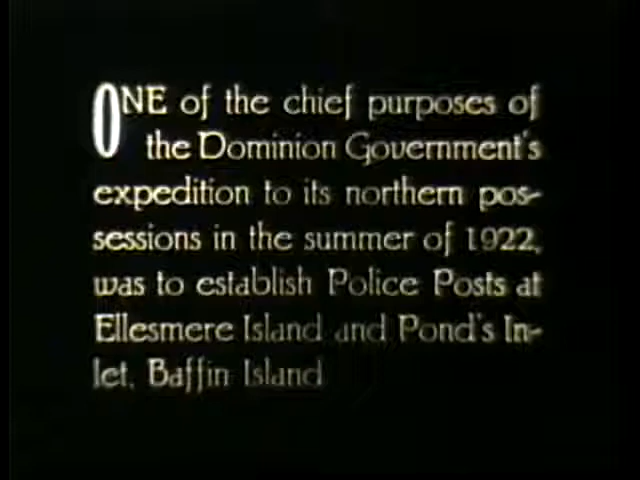 ONE of the chief purposes of
the Dominion Government's
expedition to its northern pos-
sessions in the summer of 1922,
was to establish Police Posts at
Ellesmere Island and Pond's In-
let, Baffin Island